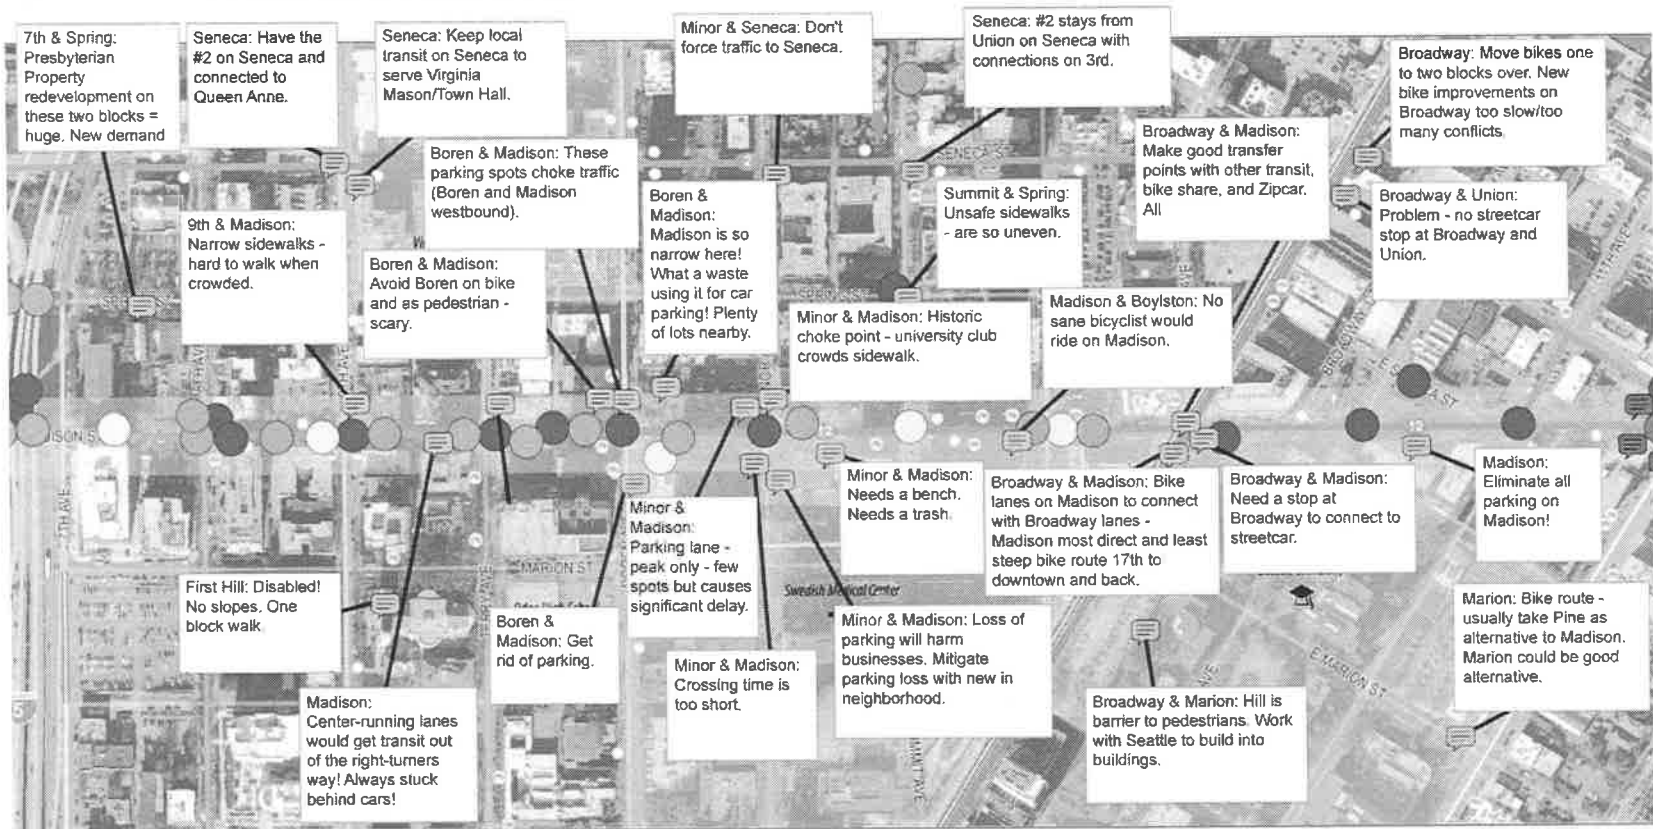 7th & Spring:
Presbyterian
Property
redevelopment on
these two blocks =
huge. New demand
Seneca: Have the
#2 on Seneca and
connected to
Queen Anne.
Seneca: Keep local
transit on Seneca to
serve Virginia
Mason/Town Hall.
Minor & Seneca: Don't
force traffic to Seneca.
Seneca: #2 stays from
Union on Seneca with
connections on 3rd.
Broadway: Move bikes one
to two blocks over. New
bike improvements on
Broadway too slow/too
many conflicts.
Boren & Madison: These
parking spots choke traffic
(Boren and Madison
westbound).
Broadway & Madison:
Make good transfer
points with other transit,
bike share, and Zipcar.
All
SENECA ST
9th & Madison:
Narrow sidewalks -
hard to walk when
crowded.
Boren &
Madison:
Madison is so
narrow here!
What a waste
using it for car
parking! Plenty
of lots nearby.
Summit & Spring:
Unsafe sidewalks
- are so uneven.
Broadway & Union:
Problem - no streetcar
stop at Broadway and
Union.
Boren & Madison:
Avoid Boren on bike
and as pedestrian -
scary.
Minor & Madison: Historic
choke point - university club
crowds sidewalk.
Madison & Boylston: No
sane bicyclist would
ride on Madison.
11TH AVE
BROADWAY
7TH AVE
Minor & Madison:
Needs a bench.
Needs a trash.
Broadway & Madison: Bike
lanes on Madison to connect
with Broadway lanes -
Madison most direct and least
steep bike route 17th to
downtown and back.
Broadway & Madison:
Need a stop at
Broadway to connect to
streetcar.
Madison:
Eliminate all
parking on
Madison!
Minor &
Madison:
Parking lane -
peak only - few
spots but causes
significant delay.
MARION ST
First Hill: Disabled!
No slopes. One
block walk.
Swedish Medical Center
Boren &
Madison: Get
rid of parking.
Minor & Madison: Loss of
parking will harm
businesses. Mitigate
parking loss with new in
neighborhood.
Marion: Bike route -
usually take Pine as
alternative to Madison.
Marion could be good
alternative.
Minor & Madison:
Crossing time is
too short.
E MARION ST
Madison:
Center-running lanes
would get transit out
of the right-turners
way! Always stuck
behind cars!
Broadway & Marion: Hill is
barrier to pedestrians. Work
with Seattle to build into
buildings.